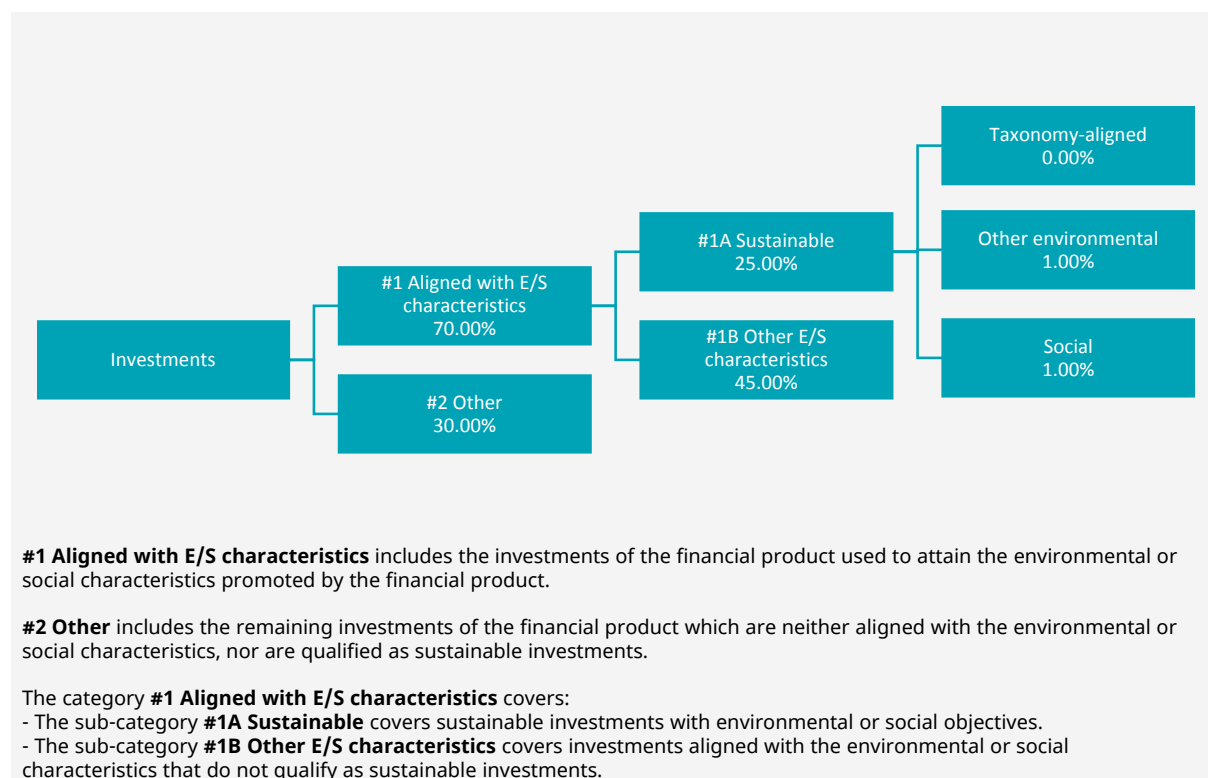 Investments
#1 Aligned with E/S
characteristics
70.00%
#2 Other
30.00%
#1A Sustainable
25.00%
#1B Other E/S
characteristics
45.00%
Taxonomy-aligned
0.00%
Other environmental
1.00%
Social
1.00%
#1 Aligned with E/S characteristics includes the investments of the financial product used to attain the environmental or
social characteristics promoted by the financial product.
#2 Other includes the remaining investments of the financial product which are neither aligned with the environmental or
social characteristics, nor are qualified as sustainable investments.
The category #1 Aligned with E/S characteristics covers:
- The sub-category #1A Sustainable covers sustainable investments with environmental or social objectives.
- The sub-category #1B Other E/S characteristics covers investments aligned with the environmental or social
characteristics that do not qualify as sustainable investments.